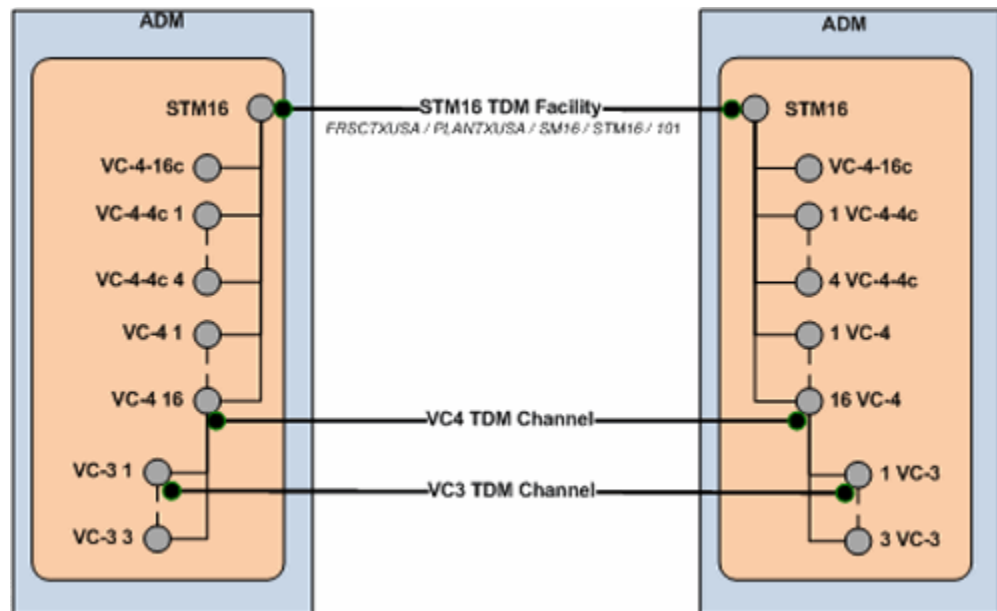 ADM
ADM
STM16
STM16 TDM Facility
STM16
FRSCTXUSA / PLANTXUSA / SM16 / STM16 / 101
VC-4-16c
VC-4-16c
VC-4-4c 1
1 VC-4-4c
VC-4-4c 4
4 VC-4-4c
VC-4 1
1 VC-4
VC-4 16
16 VC-4
VC4 TDM Channel
VC-3 1
1 VC-3
VC3 TDM Channel
VC-3 3
3 VC-3